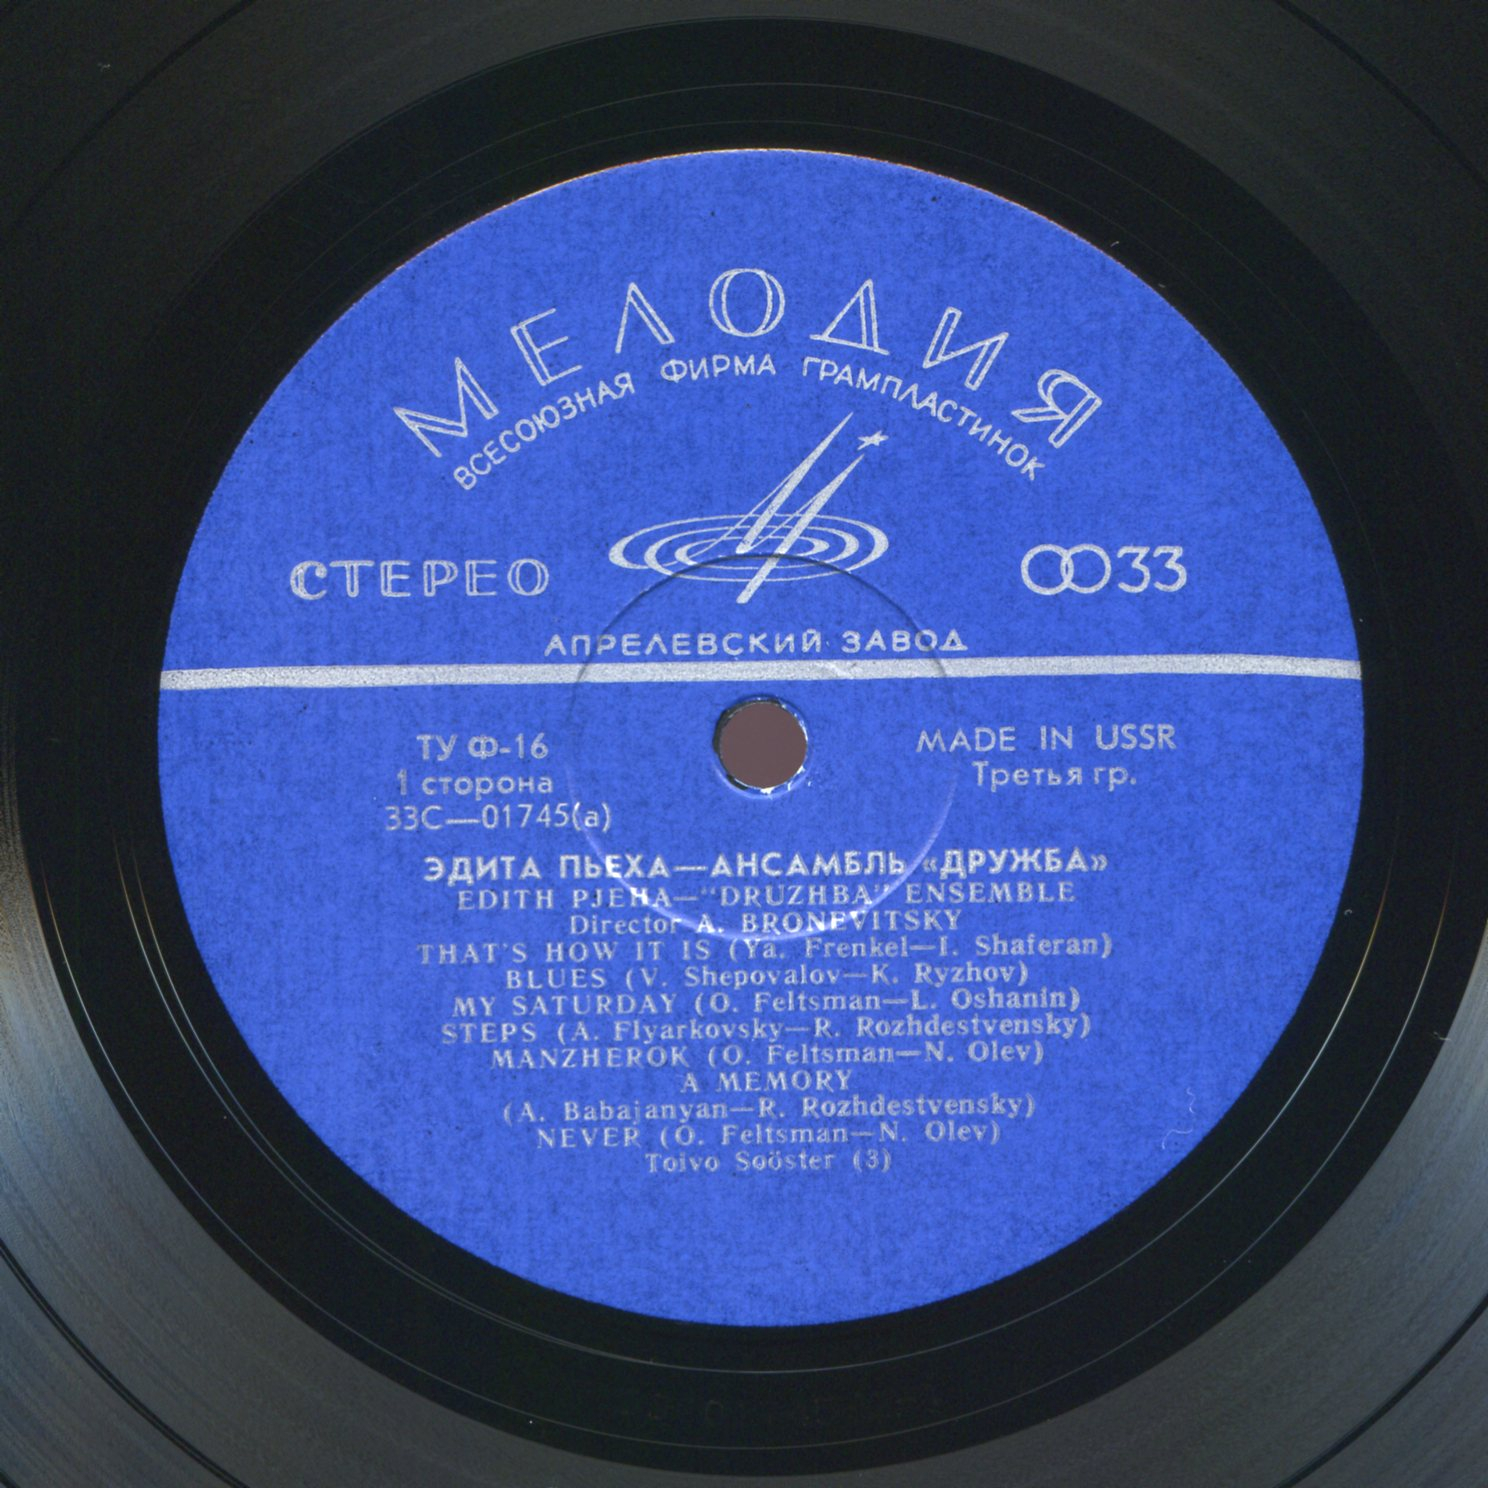 МЕЛОДИЯ
ВСЕСОЮЗНАЯ ФИРМА ГРАМПЛАСТИНОК
СТЕРЕО
33
АПРЕЛЕВСКИЙ ЗАВОД
ТУ Ф-16
MADE IN USSR
1 сторона
Третья гр.
33С—01745(а)
ЭДИТА ПЬЕХА—АНСАМБЛЬ «ДРУЖБА»
EDITH PJEHA—"DRUZHBA" ENSEMBLE
Director A. BRONEVITSKY
THAT'S HOW IT IS (Ya. Frenkel—I. Shaferan)
BLUES (V. Shepovalov—K. Ryzhov)
MY SATURDAY (O. Feltsman—L. Oshanin)
STEPS (A. Flyarkovsky—R. Rozhdestvensky)
MANZHEROK (O. Feltsman—N. Olev)
A MEMORY
(A. Babajanyan—R. Rozhdestvensky)
NEVER (O. Feltsman—N. Olev)
Toivo Soöster (3)